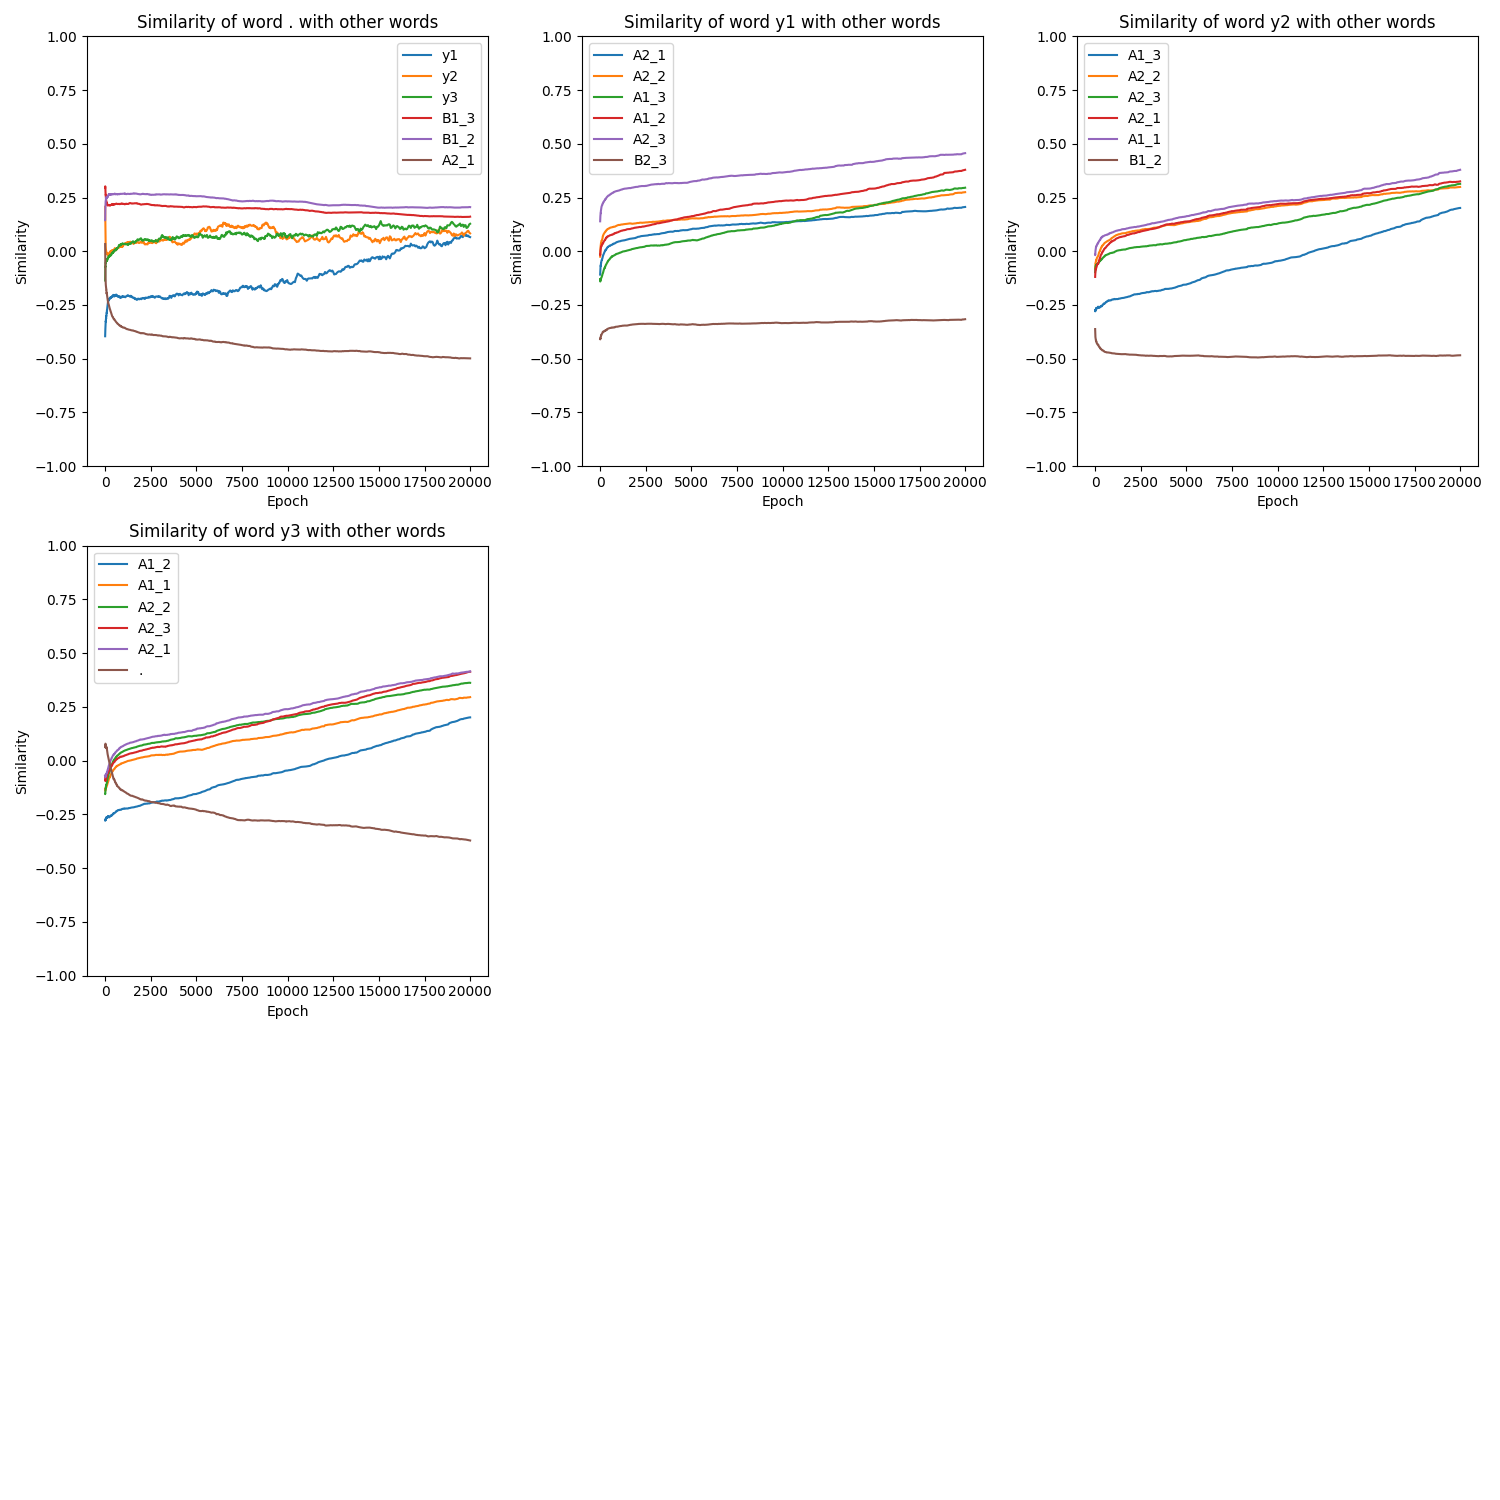 Similarity of word . with other words
1.00
0.75
0.50
0.25
0.00
−0.25
−0.50
−0.75
−1.00
Similarity
y1
y2
y3
B1_3
B1_2
A2_1
0 2500 5000 7500 10000 12500 15000 17500 20000
Epoch
Similarity of word y1 with other words
1.00
0.75
0.50
0.25
0.00
−0.25
−0.50
−0.75
−1.00
Similarity
A2_1
A2_2
A1_3
A1_2
A2_3
B2_3
0 2500 5000 7500 10000 12500 15000 17500 20000
Epoch
Similarity of word y2 with other words
1.00
0.75
0.50
0.25
0.00
−0.25
−0.50
−0.75
−1.00
Similarity
A1_3
A2_2
A2_3
A2_1
A1_1
B1_2
0 2500 5000 7500 10000 12500 15000 17500 20000
Epoch
Similarity of word y3 with other words
1.00
0.75
0.50
0.25
0.00
−0.25
−0.50
−0.75
−1.00
Similarity
A1_2
A1_1
A2_2
A2_3
A2_1
.
0 2500 5000 7500 10000 12500 15000 17500 20000
Epoch